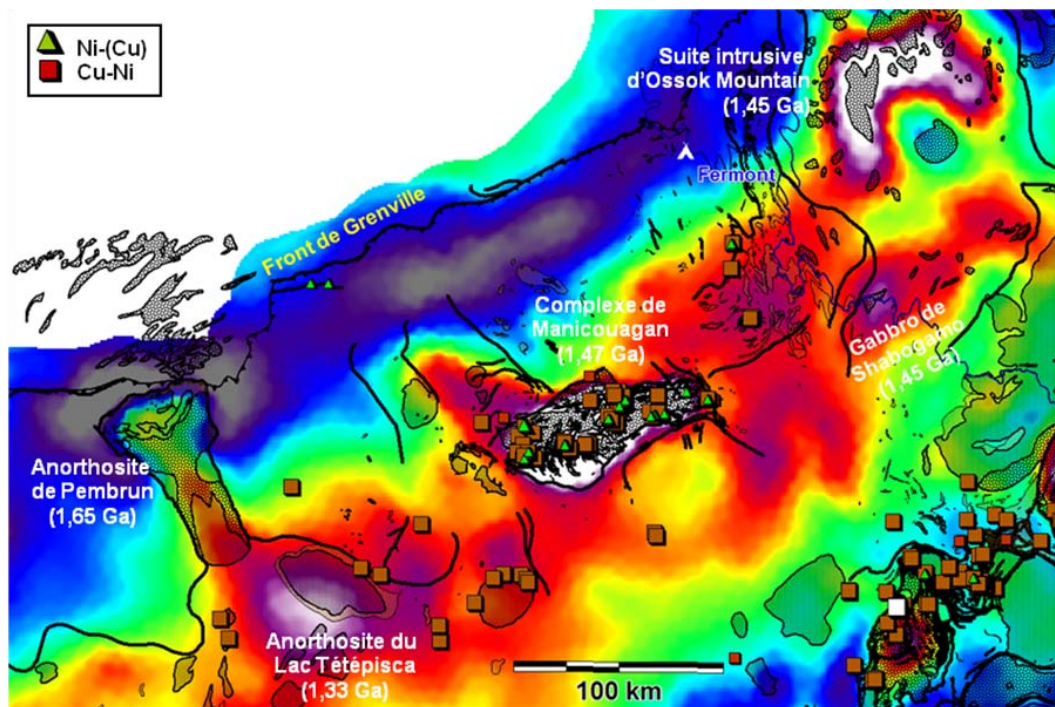 Ni-(Cu)
Cu-Ni
Suite intrusive
d'Ossok Mountain
(1,45 Ga)
Fermont
Front de Grenville
Complexe de
Manicouagan
(1,47 Ga)
Gabbro de
Shabogamo
(1,45 Ga)
Anorthosite
de Pembrun
(1,65 Ga)
Anorthosite du
Lac Tétépisca
(1,33 Ga)
100 km